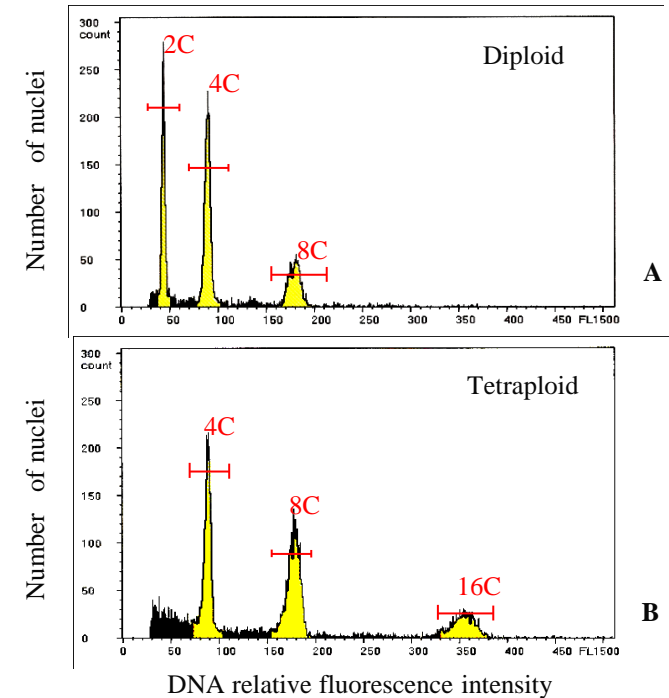 300
count
2C
Diploid
250
4C
200
150
100
50
8C
0
0 50 100 150 200 250 300 350 400 450 FL1500
Number of nuclei
A
300
count
Tetraploid
250
4C
200
150
8C
100
50
16C
0
0 50 100 150 200 250 300 350 400 450 FL1500
Number of nuclei
B
DNA relative fluorescence intensity